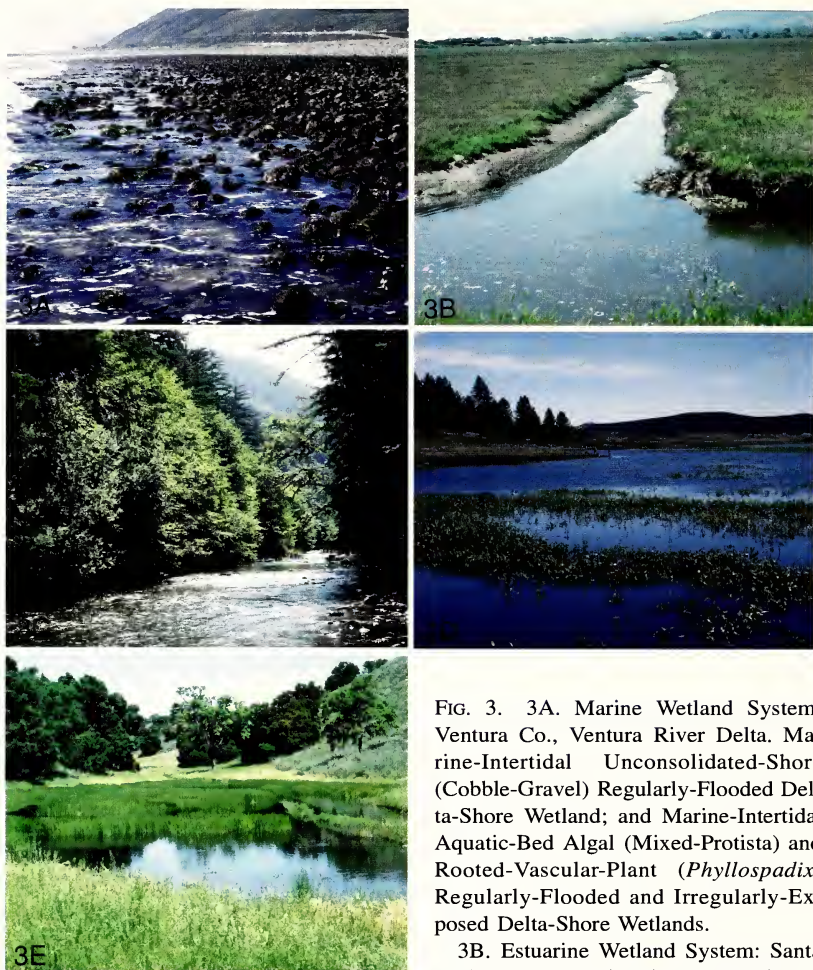 3A
3B
3E
FIG. 3. 3A. Marine Wetland System
Ventura Co., Ventura River Delta. Ma-
rine-Intertidal Unconsolidated-Shor
(Cobble-Gravel) Regularly-Flooded Del
ta-Shore Wetland; and Marine-Intertida
Aquatic-Bed Algal (Mixed-Protista) and
Rooted-Vascular-Plant (Phyllospadix
Regularly-Flooded and Irregularly-Ex-
posed Delta-Shore Wetlands.
3B. Estuarine Wetland System: Santa